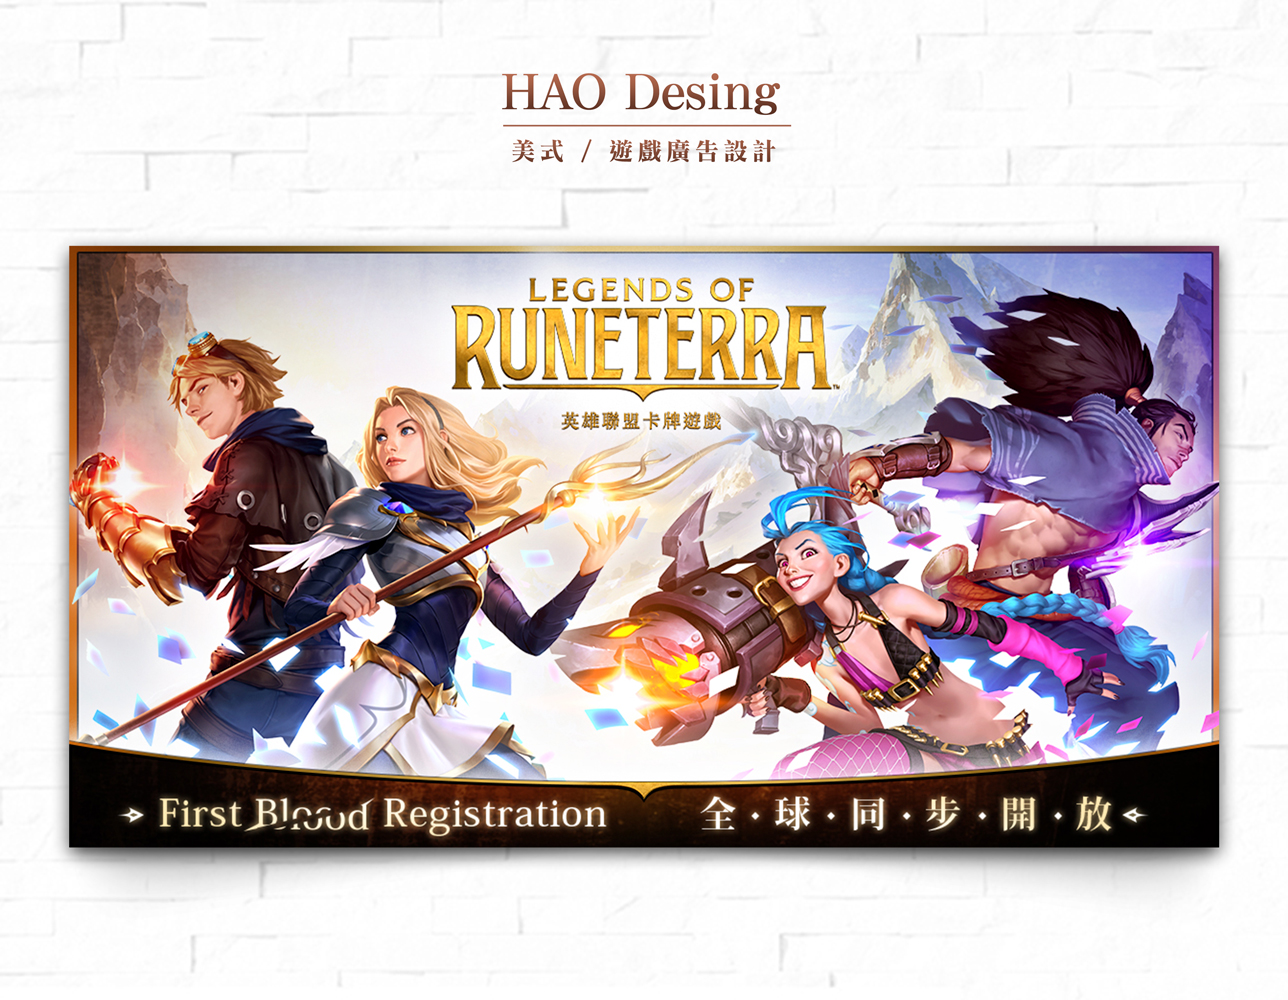 HAO Desing
美式 / 遊戲廣告設計
LEGENDS OF
RUNETERRA™
英雄聯盟卡牌遊戲
First Blood Registration
全·球·同·步·開·放